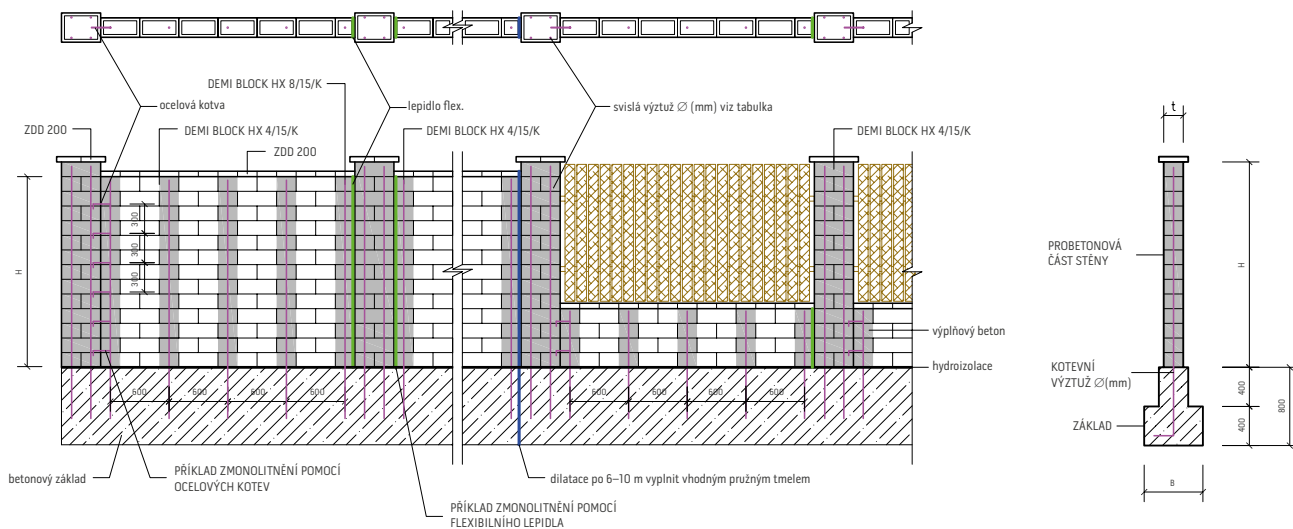 DEMI BLOCK HX 8/15/K
ocelová kotva
lepidlo flex.
svislá výztuž ∅ (mm) viz tabulka
ZDD 200
DEMI BLOCK HX 4/15/K
DEMI BLOCK HX 4/15/K
DEMI BLOCK HX 4/15/K
ZDD 200
t
H
300
300
300
H
PROBETONOVÁ
ČÁST STĚNY
výplňový beton
hydroizolace
KOTEVNÍ
VÝZTUŽ ∅(mm)
600
600
600
600
600
600
600
600
400
400
800
ZÁKLAD
betonový základ
PŘÍKLAD ZMONOLITNĚNÍ POMOCÍ
OCELOVÝCH KOTEV
dilatace po 6–10 m vyplnit vhodným pružným tmelem
B
PŘÍKLAD ZMONOLITNĚNÍ POMOCÍ
FLEXIBILNÍHO LEPIDLA